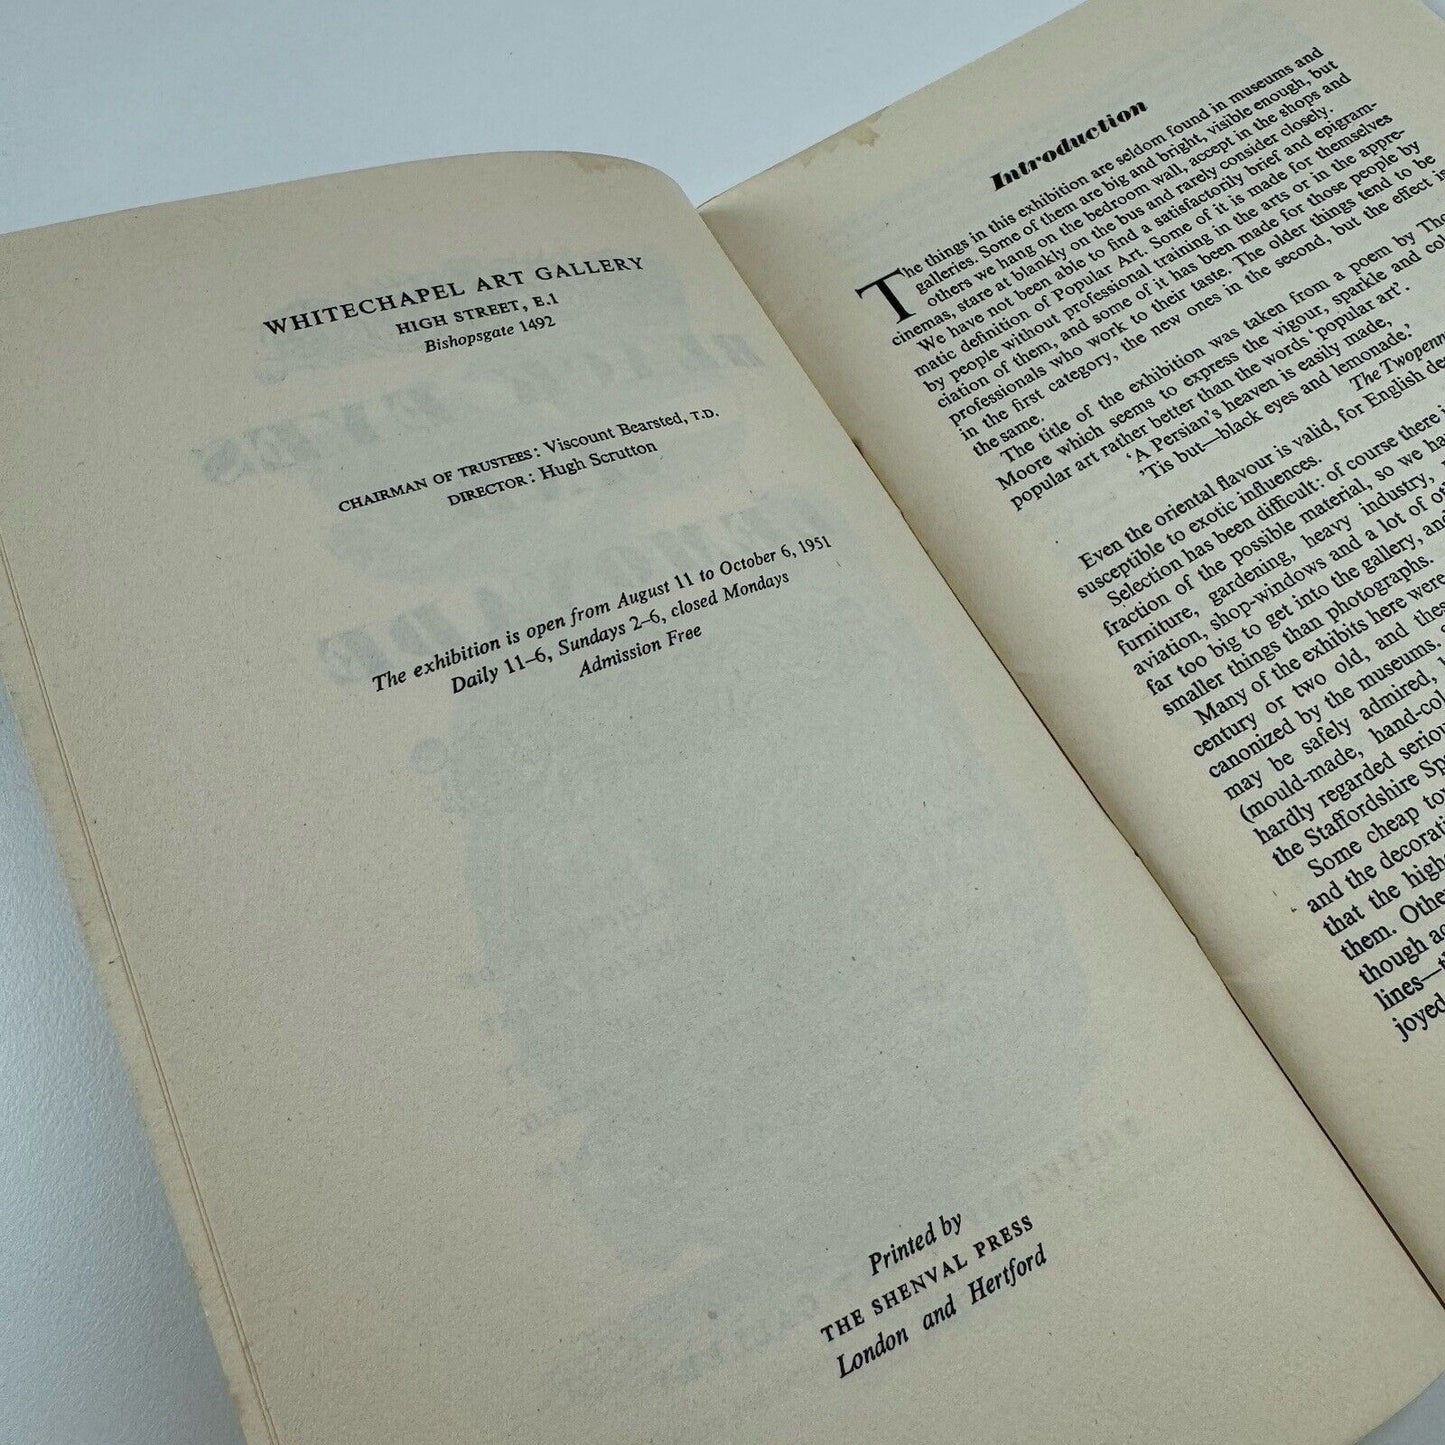 WHITECHAPEL ART GALLERY
HIGH STREET, E.1
Bishopsgate 1492
CHAIRMAN OF TRUSTEES: Viscount Bearsted, T.D.
DIRECTOR: Hugh Scrutton
The exhibition is open from August 11 to October 6, 1951
Daily 11–6, Sundays 2–6, closed Mondays
Admission Free
Printed by
THE SHENVAL PRESS
London and Hertford
Introduction
The things in this exhibition are seldom found in museums and
galleries. Some of them are big and bright, visible enough, but
others we hang on the bedroom wall, accept in the shops and
cinemas, stare at blankly on the bus and rarely consider closely.
We have not been able to find a satisfactorily brief and epigram-
matic definition of Popular Art. Some of it is made for themselves
by people without professional training in the arts or in the appre-
ciation of them, and some of it has been made for those people by
professionals who work to their taste. The older things tend to be
in the first category, the new ones in the second, but the effect is
the same.
The title of the exhibition was taken from a poem by
Moore which seems to express the vigour, sparkle and
popular art rather better than the words 'popular art'.
'A Persian's heaven is easily made,
'Tis but—black eyes and lemonade.'
The
Even the oriental flavour is valid, for English
susceptible to exotic influences.
Selection has been difficult: of course there
fraction of the possible material, so we
furniture, gardening, heavy industry,
aviation, shop-windows and a lot of
far too big to get into the gallery,
smaller things than photographs.
Many of the exhibits here were
century or two old, and
canonized by the museums.
may be safely admired,
(mould-made,
hardly regarded
the Staffordshire
Some cheap
and the
that the
them.
though
lines—